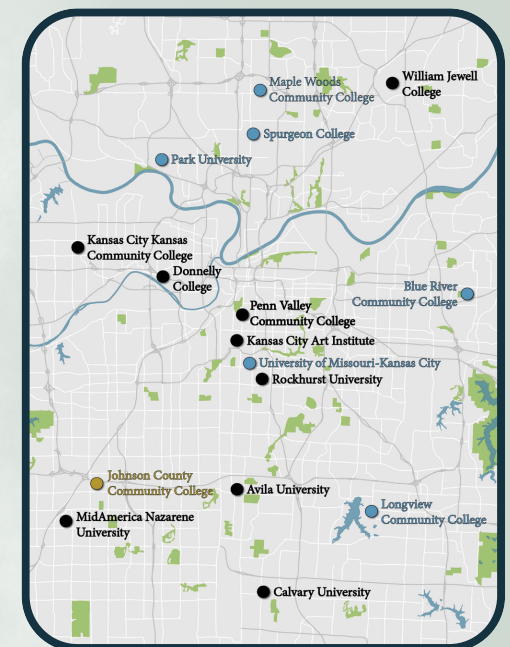 Maple Woods
Community College
William Jewell
College
Spurgeon College
Park University
Kansas City Kansas
Community College
Donnelly
College
Blue River
Community College
Penn Valley
Community College
Kansas City Art Institute
University of Missouri-Kansas City
Rockhurst University
Johnson County
Community College
Avila University
MidAmerica Nazarene
University
Longview
Community College
Calvary University